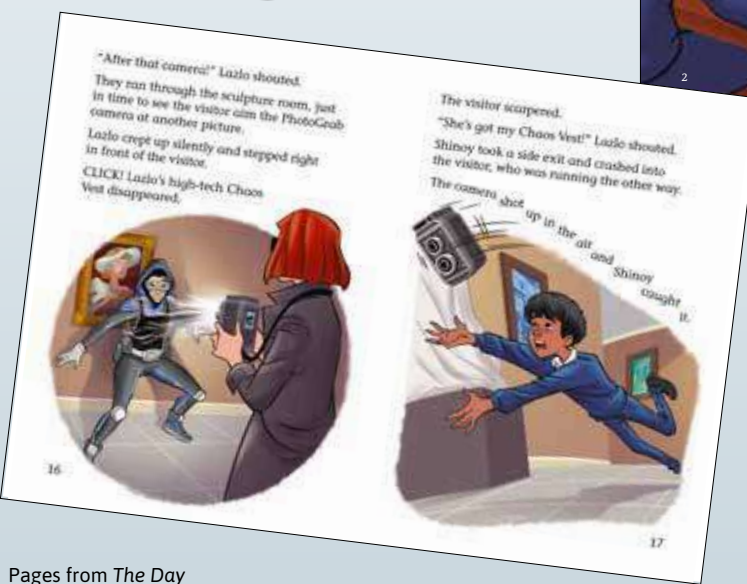 2
"After that camera!" Lazlo shouted.
They ran through the sculpture room, just
in time to see the visitor aim the PhotoGrab
camera at another picture.
Lazlo crept up silently and stepped right
in front of the visitor.
CLICK! Lazlo's high-tech Chaos
Vest disappeared.
16
The visitor scarpered.
"She's got my Chaos Vest!" Lazlo shouted.
Shinoy took a side exit and crashed into
the visitor, who was running the other way.
The camera shot up in the air and Shinoy caught it.
17
Pages from The Day